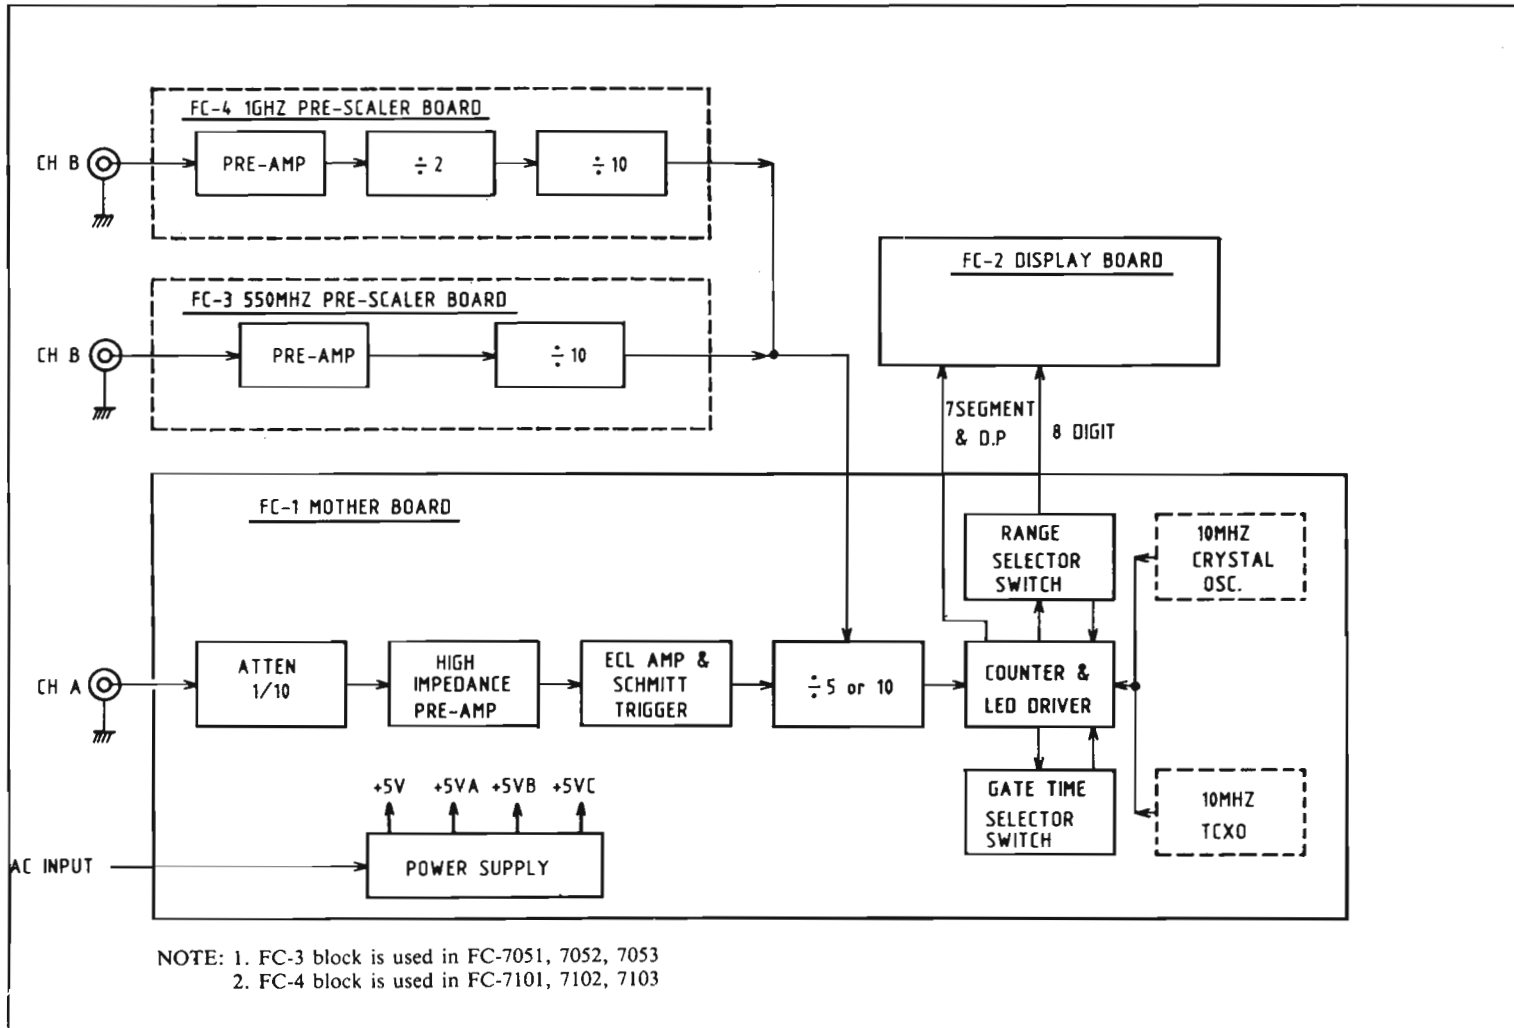 FC-4 1GHZ PRE-SCALER BOARD
CH B
PRE-AMP
÷ 2
÷ 10
FC-3 550MHZ PRE-SCALER BOARD
CH B
PRE-AMP
÷ 10
FC-2 DISPLAY BOARD
7SEGMENT
& D.P
8 DIGIT
FC-1 MOTHER BOARD
RANGE
SELECTOR
SWITCH
10MHZ
CRYSTAL
OSC.
CH A
ATTEN
1/10
HIGH
IMPEDANCE
PRE-AMP
ECL AMP &
SCHMITT
TRIGGER
÷ 5 or 10
COUNTER &
LED DRIVER
GATE TIME
SELECTOR
SWITCH
10MHZ
TCXO
+5V
+5VA
+5VB
+5VC
AC INPUT
POWER SUPPLY
NOTE: 1. FC-3 block is used in FC-7051, 7052, 7053
2. FC-4 block is used in FC-7101, 7102, 7103